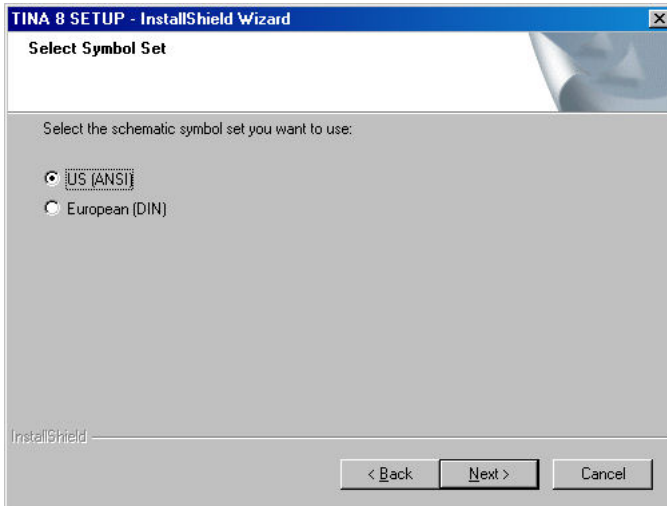 TINA 8 SETUP - InstallShield Wizard
Select Symbol Set
Select the schematic symbol set you want to use:
US (ANSI)
European (DIN)
InstallShield
< Back
Next >
Cancel